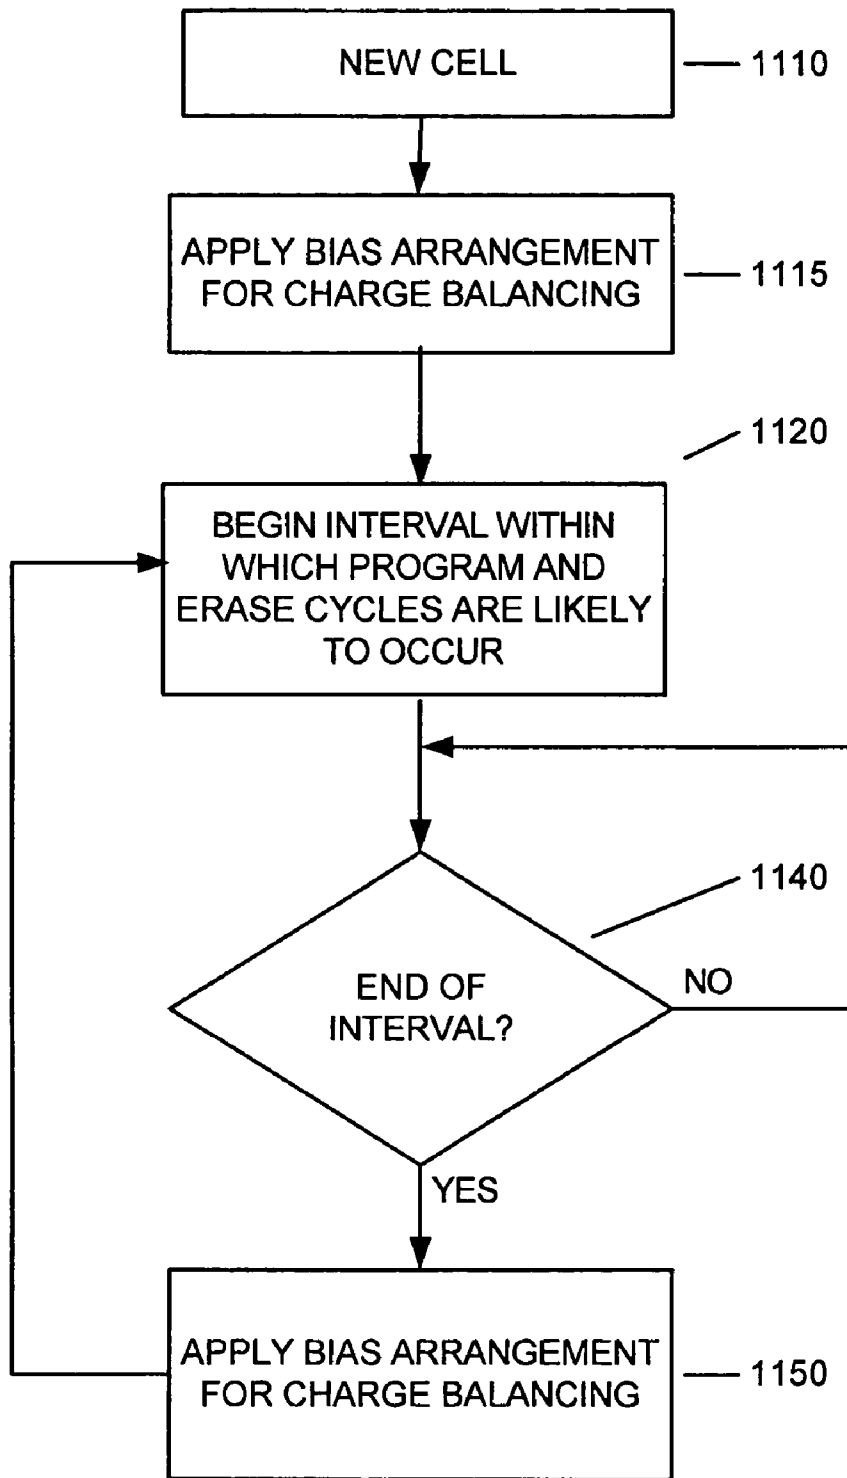 NEW CELL
1110
APPLY BIAS ARRANGEMENT
FOR CHARGE BALANCING
1115
1120
BEGIN INTERVAL WITHIN
WHICH PROGRAM AND
ERASE CYCLES ARE LIKELY
TO OCCUR
1140
END OF
INTERVAL?
NO
YES
APPLY BIAS ARRANGEMENT
FOR CHARGE BALANCING
1150